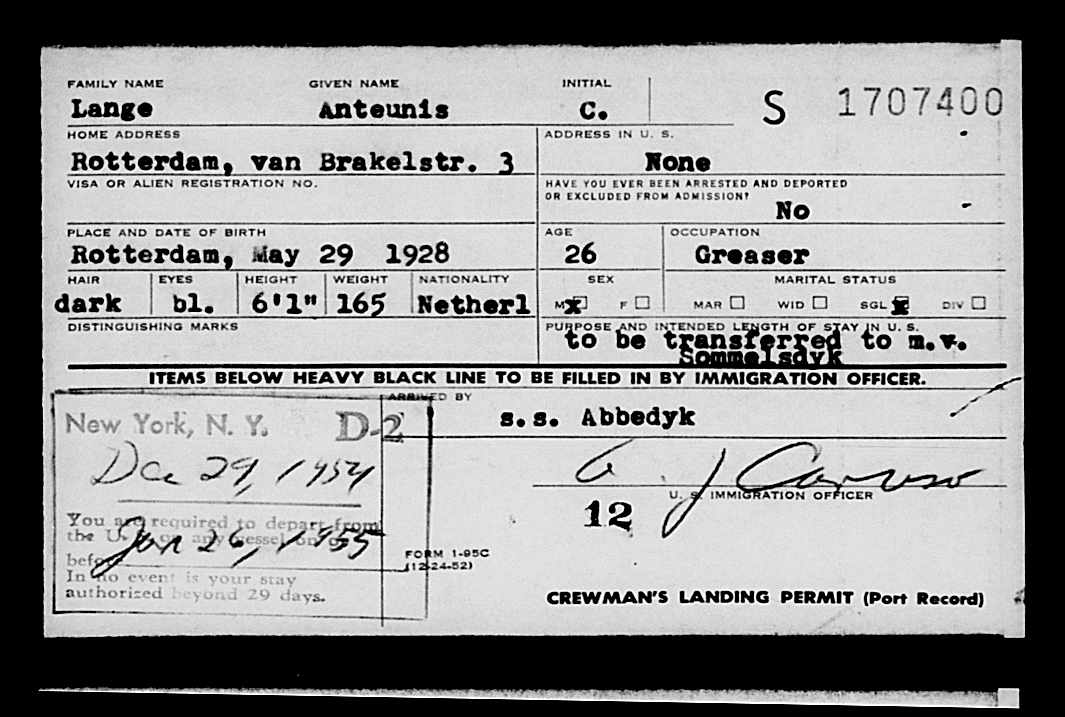 FAMILY NAME GIVEN NAME INITIAL
Lange Anteunis C. S 1707400
HOME ADDRESS ADDRESS IN U. S.
Rotterdam, van Brakelstr. 3 None
VISA OR ALIEN REGISTRATION NO. HAVE YOU EVER BEEN ARRESTED AND DEPORTED
OR EXCLUDED FROM ADMISSION?
No
PLACE AND DATE OF BIRTH AGE OCCUPATION
Rotterdam, May 29 1928 26 Greaser
HAIR EYES HEIGHT WEIGHT NATIONALITY SEX MARITAL STATUS
dark bl. 6'1" 165 Netherl M x F MAR WID SGL x DIV
DISTINGUISHING MARKS PURPOSE AND INTENDED LENGTH OF STAY IN U. S.
to be transferred to m.v.
Sommelsdyk
ITEMS BELOW HEAVY BLACK LINE TO BE FILLED IN BY IMMIGRATION OFFICER.
ARRIVED BY
s.s. Abbedyk
New York, N. Y. D-2
Dec 29, 1954
A J Caruso
U. S. IMMIGRATION OFFICER
12
You are required to depart from
the U.S. on any vessel on or
before Jan 26, 1955
In no event is your stay
authorized beyond 29 days.
FORM I-95C
(12-24-52)
CREWMAN'S LANDING PERMIT (Port Record)